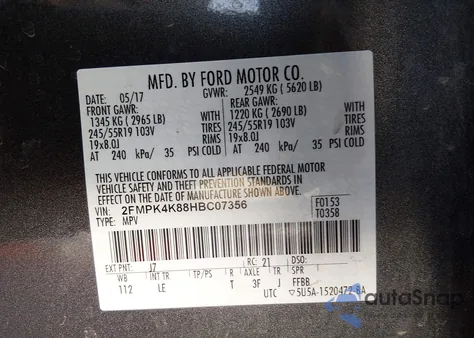 MFD. BY FORD MOTOR CO.
DATE: 05/17 GVWR: 2549 KG ( 5620 LB)
FRONT GAWR: REAR GAWR:
1345 KG ( 2965 LB) WITH 1220 KG ( 2690 LB) WITH
245/55R19 103V TIRES 245/55R19 103V TIRES
19x8.0J RIMS 19x8.0J RIMS
AT 240 kPa/ 35 PSI COLD AT 240 kPa/ 35 PSI COLD
THIS VEHICLE CONFORMS TO ALL APPLICABLE FEDERAL MOTOR
VEHICLE SAFETY AND THEFT PREVENTION STANDARDS IN
EFFECT ON THE DATE OF MANUFACTURE SHOWN ABOVE.
VIN: 2FMPK4K88HBC07356 F0153
TYPE: MPV T0358
EXT PNT: J7 RC: 21 DSO:
WB INT TR TP/PS R AXLE TR SPR
112 LE T 3F J FFBB
UTC ▽5U5A-1520472-BA
autoSnap